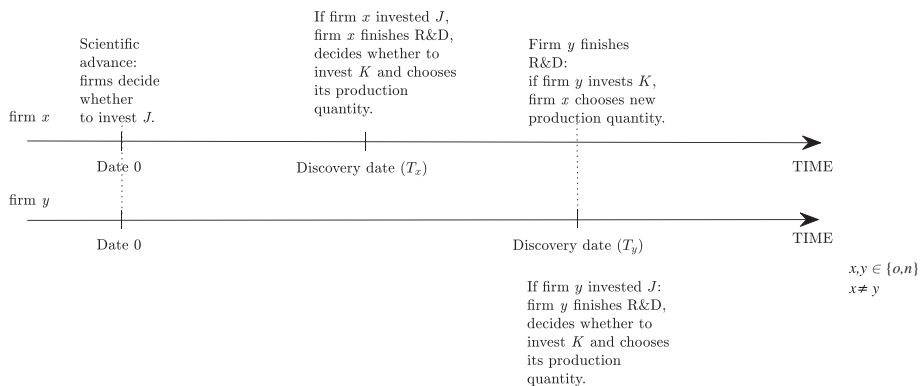 Scientific
advance:
firms decide
whether
to invest J.
If firm x invested J,
firm x finishes R&D,
decides whether to
invest K and chooses
its production
quantity.
Firm y finishes
R&D:
if firm y invests K,
firm x chooses new
production quantity.
firm x
Date 0
Discovery date (Tₓ)
TIME
firm y
Date 0
Discovery date (T_y)
TIME
If firm y invested J:
firm y finishes R&D,
decides whether to
invest K and chooses
its production
quantity.
x,y ∈ {o,n}
x≠ y